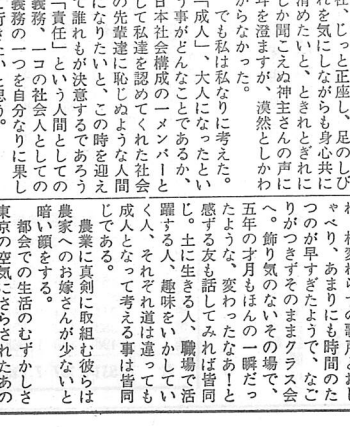 社、じっと正座し、足のしび
れを気にしながらも身心共に
清めたいと、ときれとぎれに
しか聞こえぬ神主さんの声に
耳を澄ますが、漠然としかわ
からなかった。
でも私は私なりに考えた。
「成人」、大人になったとい
う事がどんなことであるか、
日本社会構成の一メンバーと
して私達を認めてくれた社会
の先輩達に恥じぬような人間
になりたいと、この時を迎え
て誰れもが決意するであろう
「責任」という人間としての
義務、一コの社会人としての
義務の一つを自分なりに果し
て行きたいと思う。
の歌声とおし
ゃべり、あまりにも時間のた
つのが早すぎたようで、なご
りがつきずそのままクラス会
へ。飾り気のないその場で、
五年の才月もほんの一瞬だっ
たような、変わったなあ!と
感ずる友も話してみれば皆同
じ。土に生きる人、職場で活
躍する人、趣味をいかしてい
く人、それぞれ道は違っても
成人となって考える事は皆同
じである。
農業に真剣に取組む彼らは
農家へのお嫁さんが少ないと
暗い顔をする。
都会での生活のむずかしさ
東京の空気にさらされたあの